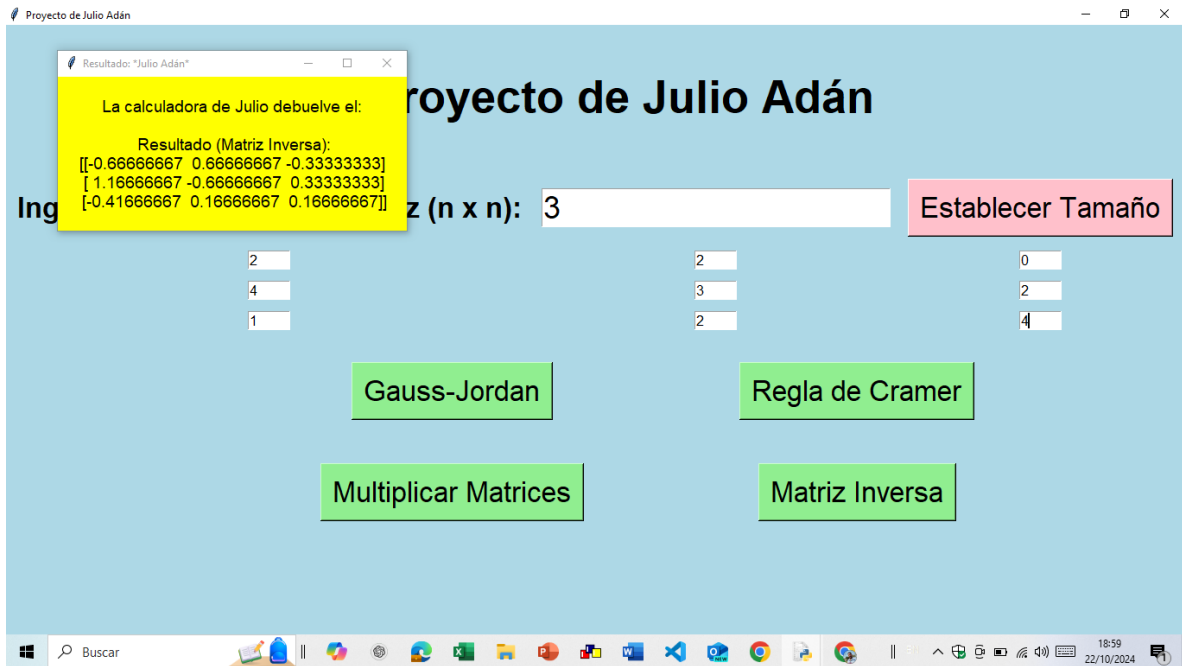 Proyecto de Julio Adán
Resultado: "Julio Adán"
royecto de Julio Adán
La calculadora de Julio debuelve el:
Resultado (Matriz Inversa):
[[-0.66666667 0.66666667 -0.33333333]
[ 1.16666667 -0.66666667 0.33333333]
[-0.41666667 0.16666667 0.16666667]]
Ing z (n x n): 3 Establecer Tamaño
2 2 0
4 3 2
1 2 4
Gauss-Jordan Regla de Cramer
Multiplicar Matrices Matriz Inversa
Buscar
18:59
22/10/2024